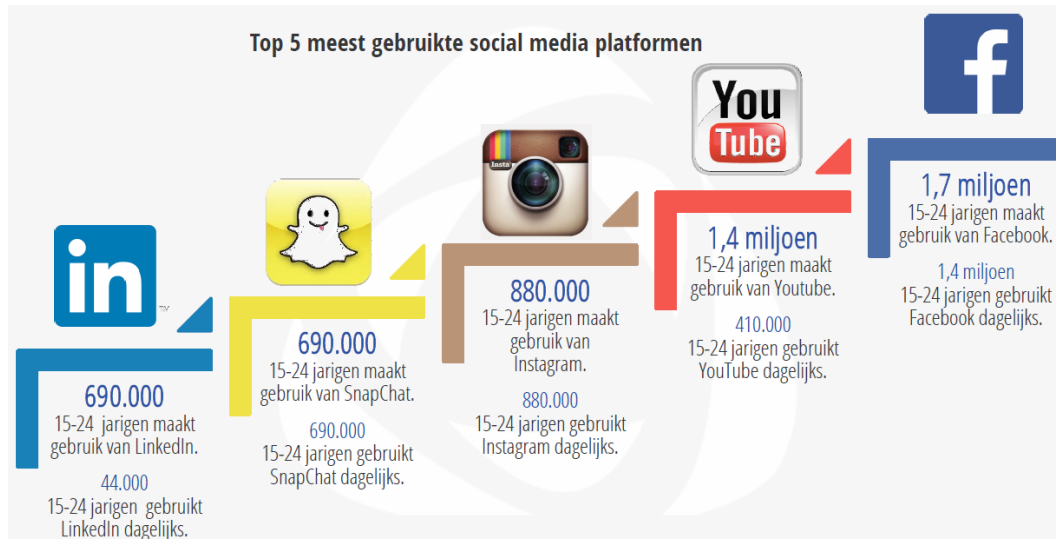 Top 5 meest gebruikte social media platformen
in
TM
690.000
15-24 jarigen maakt
gebruik van LinkedIn.
44.000
15-24 jarigen gebruikt
LinkedIn dagelijks.
690.000
15-24 jarigen maakt
gebruik van SnapChat.
690.000
15-24 jarigen gebruikt
SnapChat dagelijks.
Insta
880.000
15-24 jarigen maakt
gebruik van
Instagram.
880.000
15-24 jarigen gebruikt
Instagram dagelijks.
You
Tube
1,4 miljoen
15-24 jarigen maakt
gebruik van Youtube.
410.000
15-24 jarigen gebruikt
YouTube dagelijks.
f
1,7 miljoen
15-24 jarigen maakt
gebruik van Facebook.
1,4 miljoen
15-24 jarigen gebruikt
Facebook dagelijks.